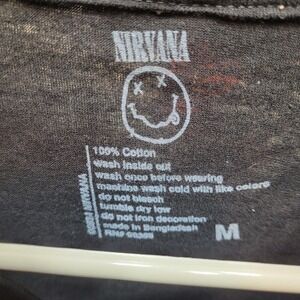 NIRVANA
100% Cotton
wash inside out
wash once before wearing
machine wash cold with like colors
do not bleach
tumble dry low
do not iron decoration
made in Bangladesh
M
NIRVANA